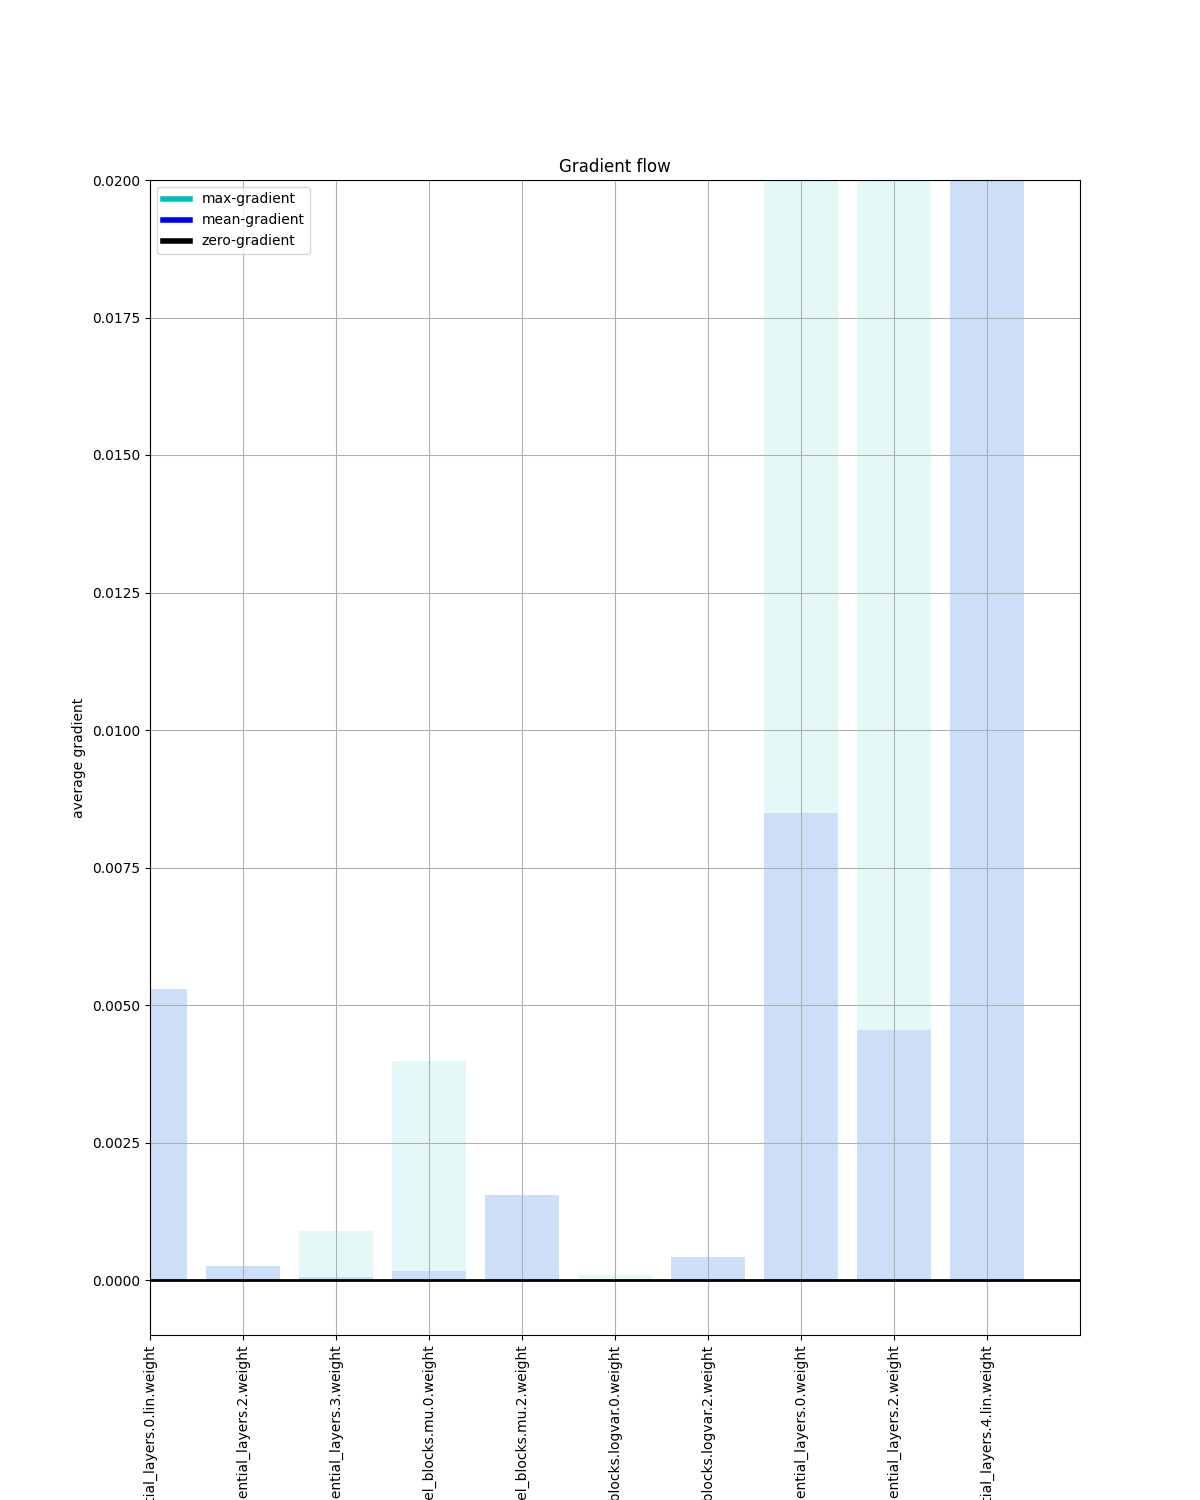 Gradient flow
max-gradient
mean-gradient
zero-gradient
0.0200
0.0175
0.0150
0.0125
0.0100
0.0075
0.0050
0.0025
0.0000
average gradient
tial_layers.0.lin.weight
ential_layers.2.weight
ential_layers.3.weight
el_blocks.mu.0.weight
el_blocks.mu.2.weight
blocks.logvar.0.weight
blocks.logvar.2.weight
ential_layers.0.weight
ential_layers.2.weight
tial_layers.4.lin.weight